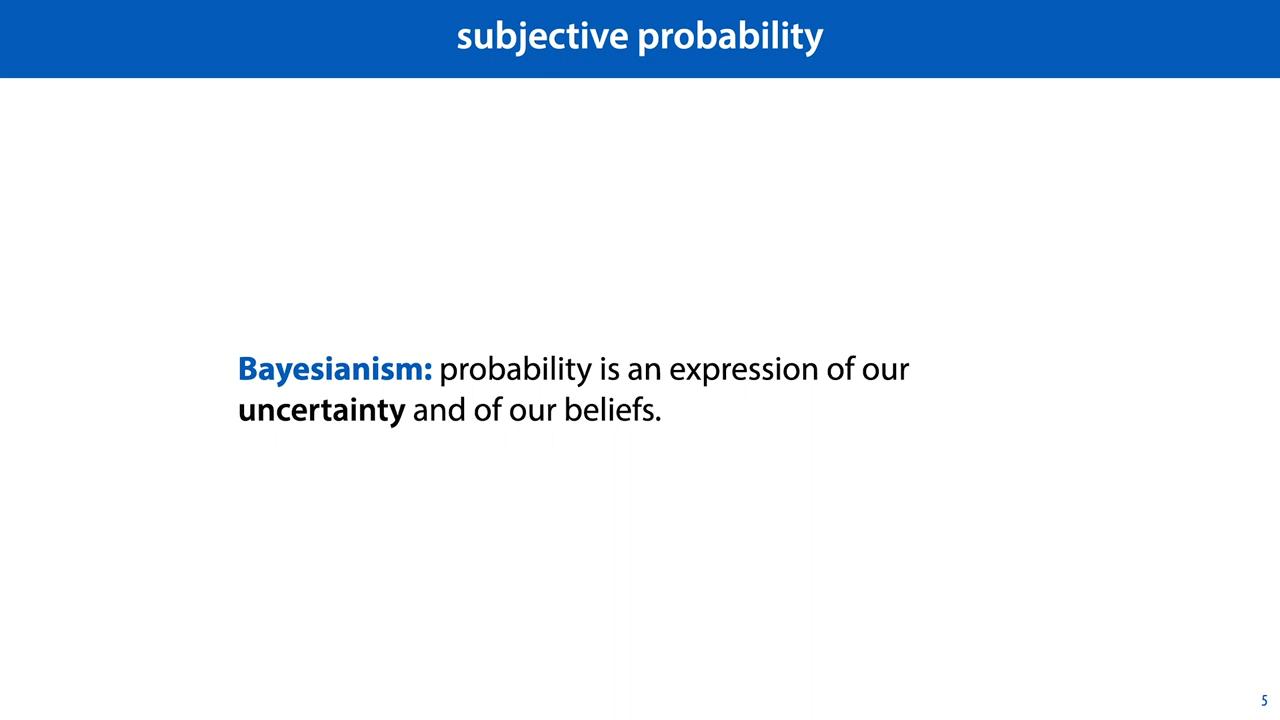 subjective probability
Bayesianism: probability is an expression of our
uncertainty and of our beliefs.
5